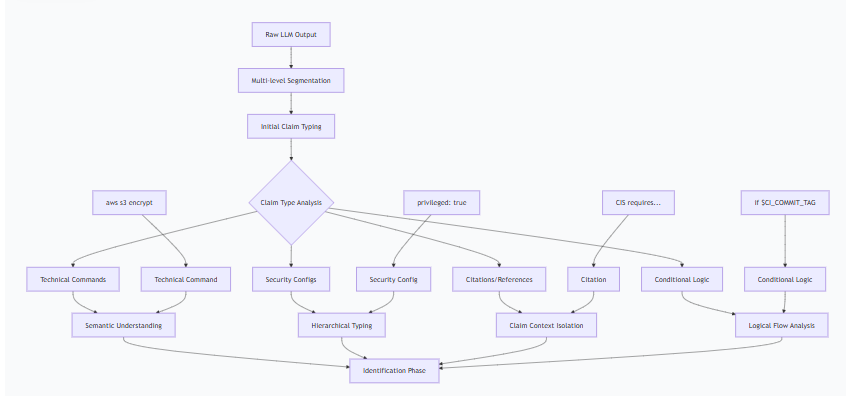 Raw LLM Output
Multi-level Segmentation
Initial Claim Typing
aws s3 encrypt
Claim Type Analysis
privileged: true
CIS requires...
If $CI_COMMIT_TAG
Technical Commands
Technical Command
Security Configs
Security Config
Citations/References
Citation
Conditional Logic
Conditional Logic
Semantic Understanding
Hierarchical Typing
Claim Context Isolation
Logical Flow Analysis
Identification Phase